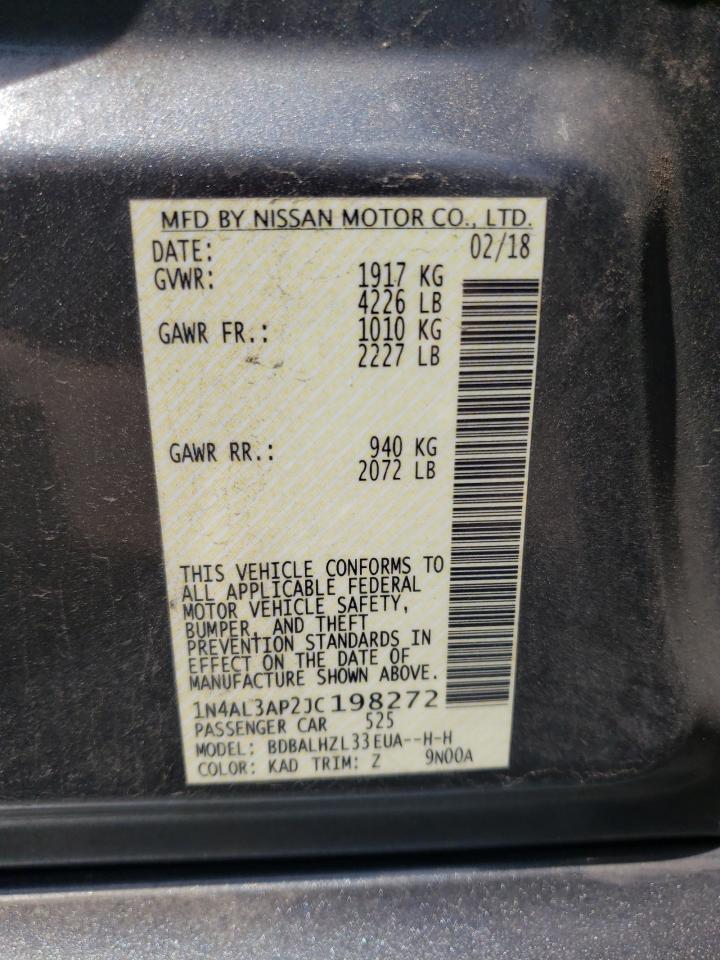 MFD BY NISSAN MOTOR CO., LTD.
DATE: 02/18
GVWR: 1917 KG
4226 LB
GAWR FR.: 1010 KG
2227 LB
GAWR RR.: 940 KG
2072 LB
THIS VEHICLE CONFORMS TO
ALL APPLICABLE FEDERAL
MOTOR VEHICLE SAFETY,
BUMPER, AND THEFT
PREVENTION STANDARDS IN
EFFECT ON THE DATE OF
MANUFACTURE SHOWN ABOVE.
1N4AL3AP2JC198272
PASSENGER CAR 525
MODEL: BDBALHZL33EUA--H-H
COLOR: KAD TRIM: Z 9N00A